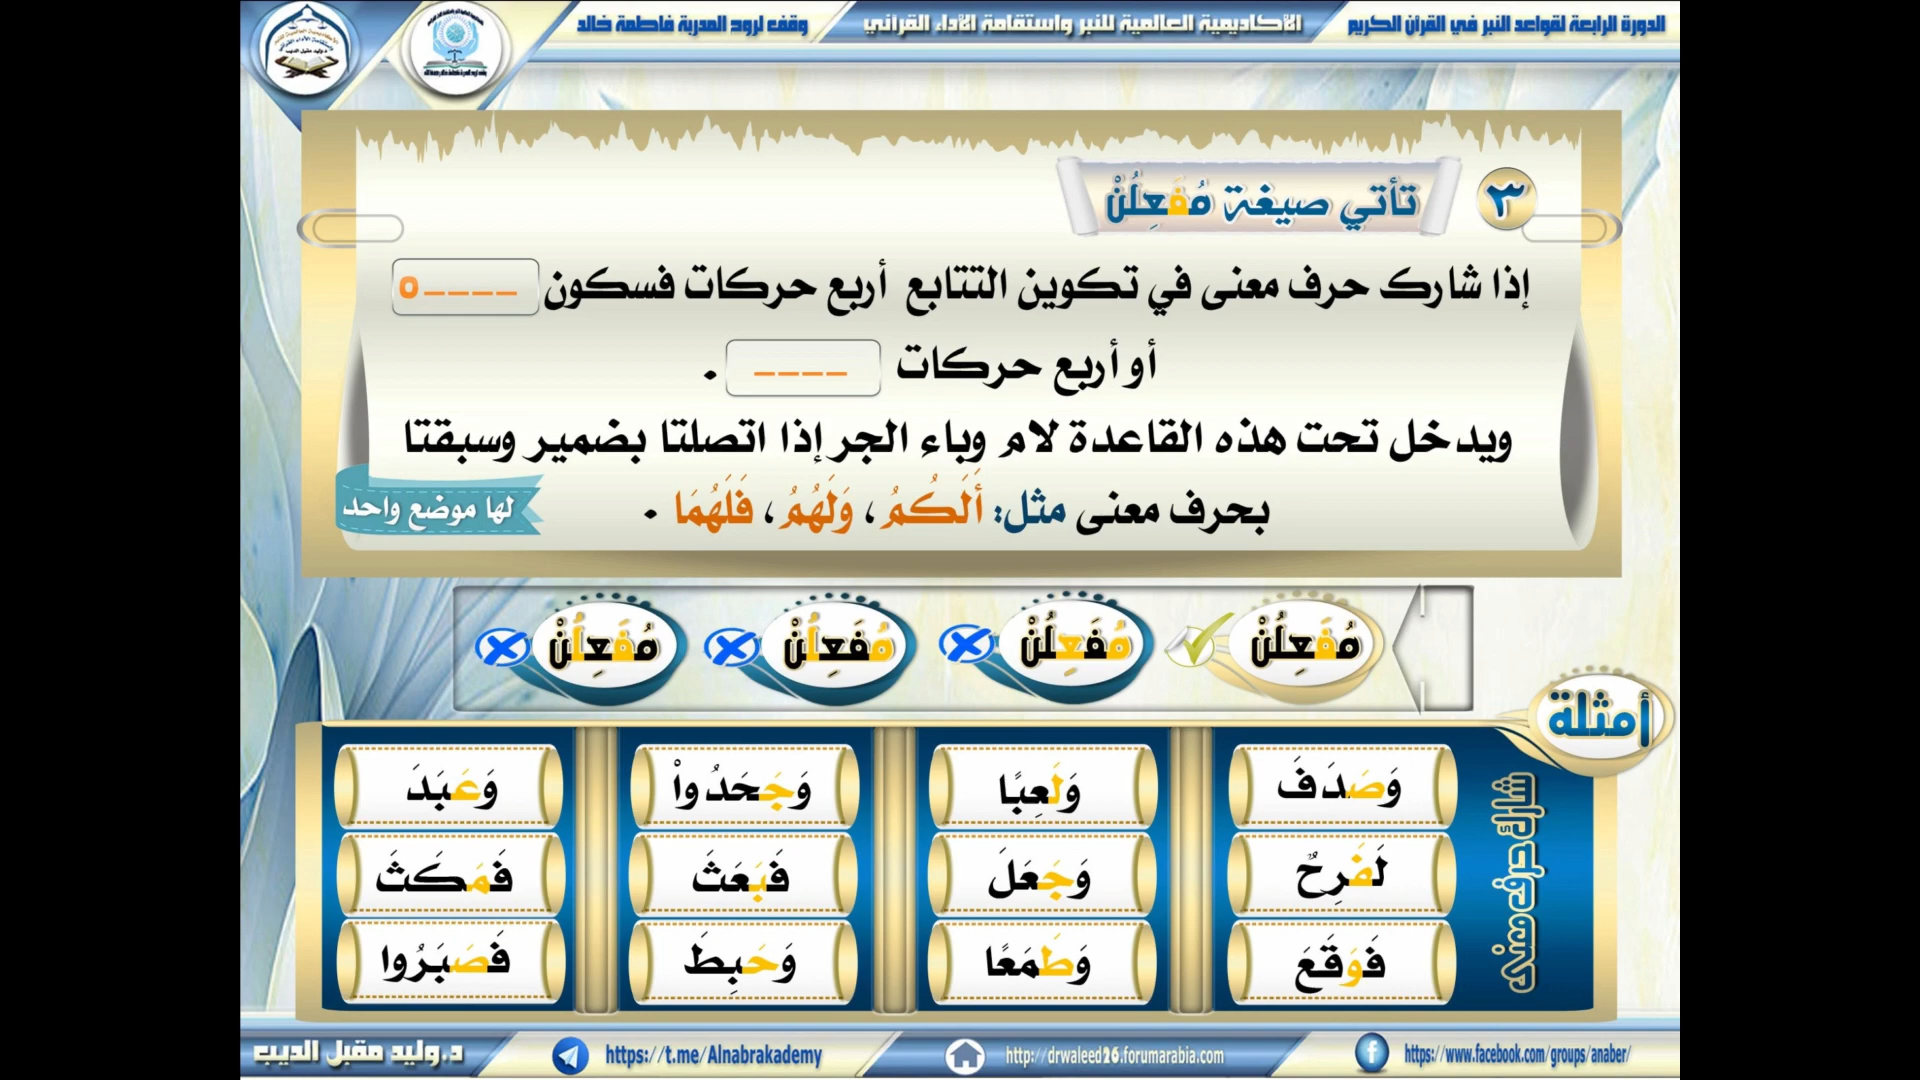 الدورة الرابعة لقواعد النبر في القرآن الكريم
الأكاديمية العالمية للنبر واستقامة الأداء القرآني
وقف لروح المدربة فاطمة خالد
٣
تأتي صيغة مُفَعِلُنْ
إذا شارك حرف معنى في تكوين التتابع أربع حركات فسكون ----o
أو أربع حركات ---- .
ويدخل تحت هذه القاعدة لام وباء الجر إذا اتصلتا بضمير وسبقتا
بحرف معنى مثل: أَلَكُمُ، وَلَهُمُ، فَلَهُمَا .
لها موضع واحد
مُفَعِلُنْ مُفَعِلُنْ مُفَعِلُنْ مُفَعِلُنْ
أمثلة
شارك حرف معنى
وَصَدَفَ وَلَعِبًا وَجَحَدُواْ وَعَبَدَ
لَفَرِحٌ وَجَعَلَ فَبَعَثَ فَمَكَثَ
فَوَقَعَ وَطَمَعًا وَحَبِطَ فَصَبَرُوا
د. وليد مقبل الديب
https://t.me/Alnabrakademy
http://drwaleed26.forumarabia.com
https://www.facebook.com/groups/anaber/